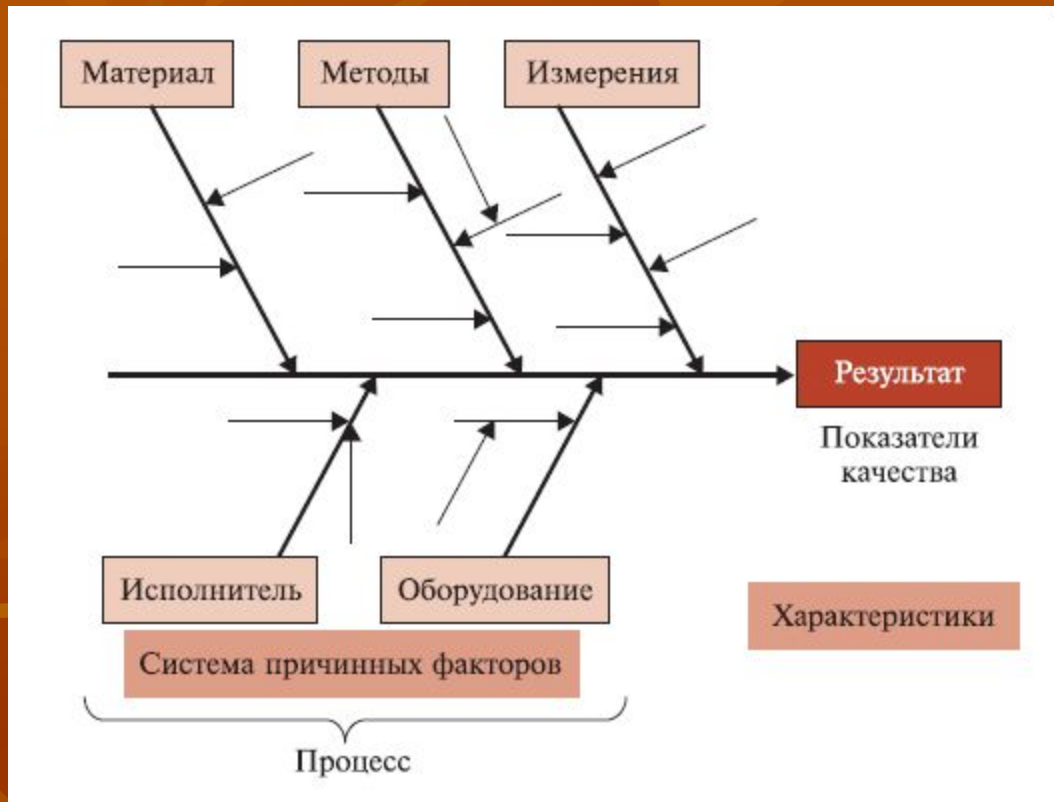 Материал
Методы
Измерения
Результат
Показатели
качества
Исполнитель
Оборудование
Характеристики
Система причинных факторов
Процесс